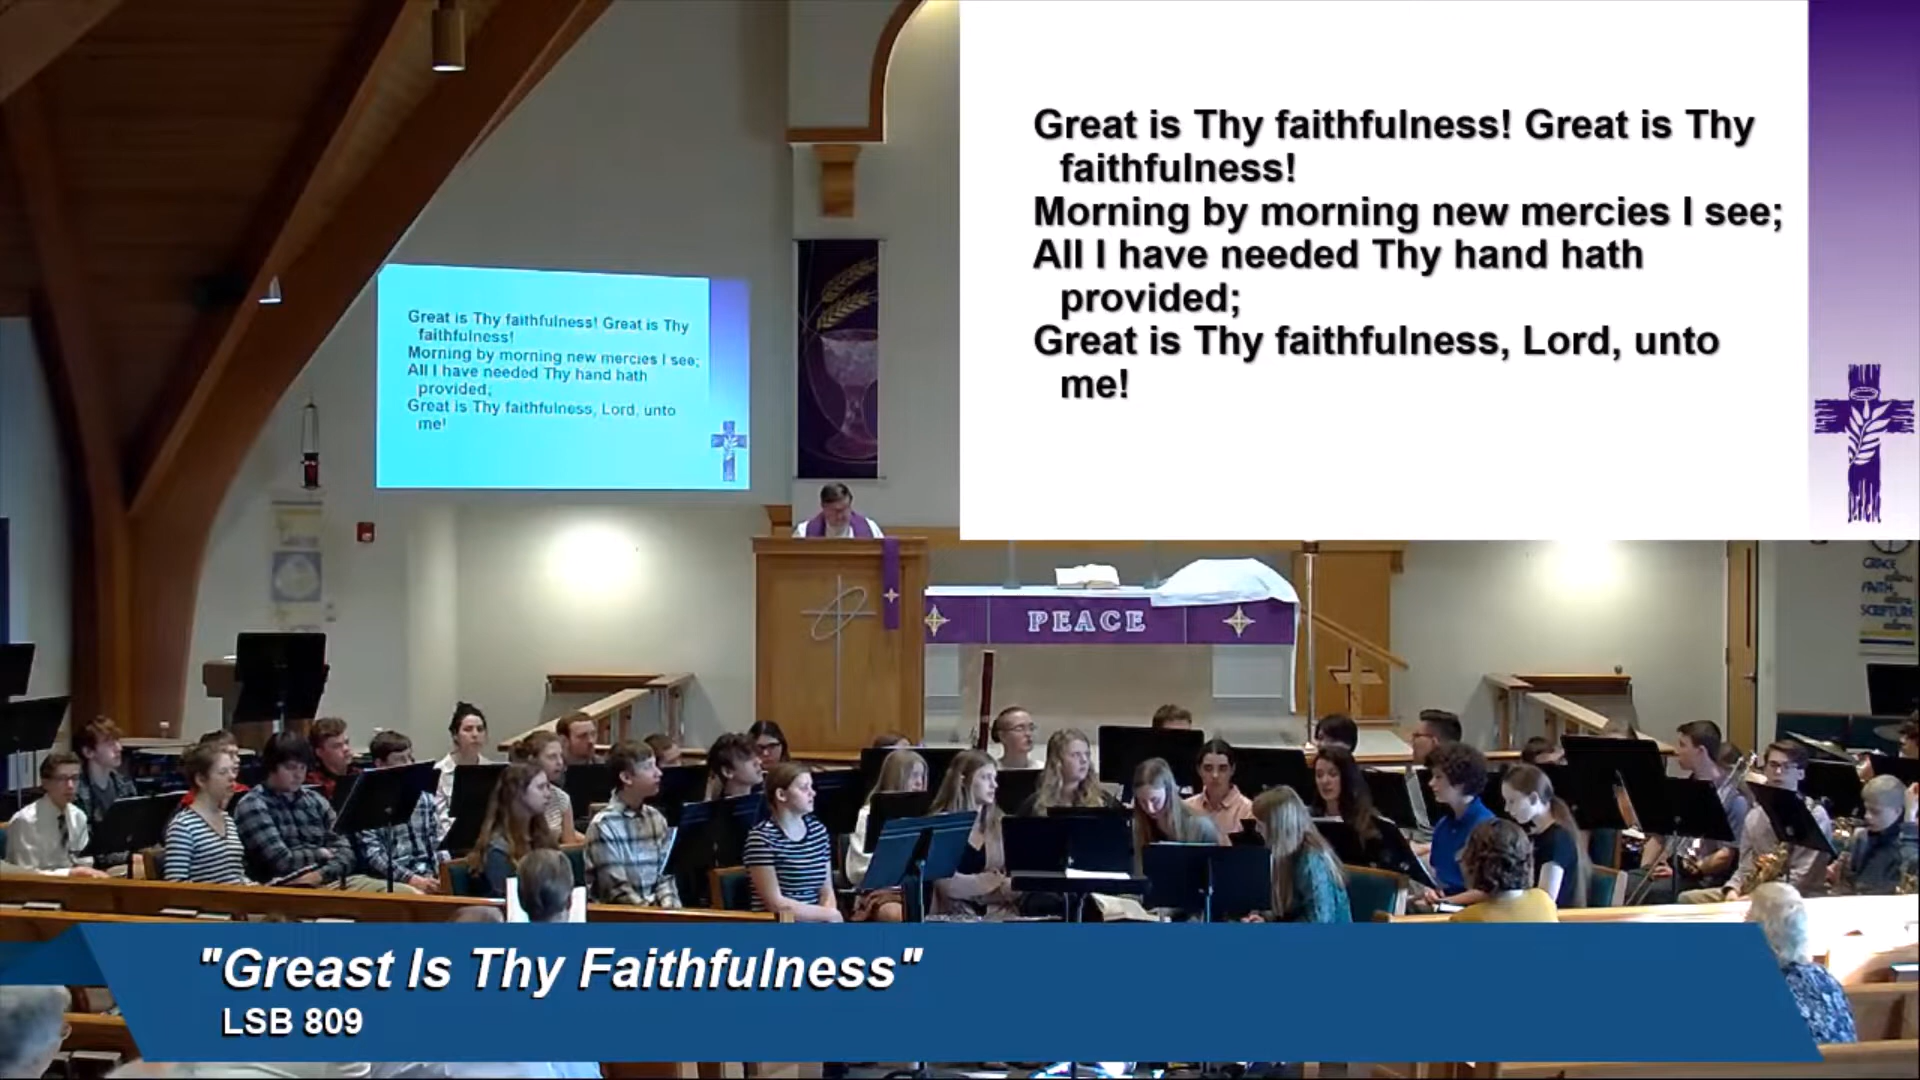 Great is Thy faithfulness! Great is Thy
faithfulness!
Morning by morning new mercies I see;
All I have needed Thy hand hath
provided;
Great is Thy faithfulness, Lord, unto
me!
Great is Thy faithfulness! Great is Thy
faithfulness!
Morning by morning new mercies I see;
All I have needed Thy hand hath
provided;
Great is Thy faithfulness, Lord, unto
me!
PEACE
GRACE
alone
FAITH
alone
SCRIPTURE
alone
"Greast Is Thy Faithfulness"
LSB 809